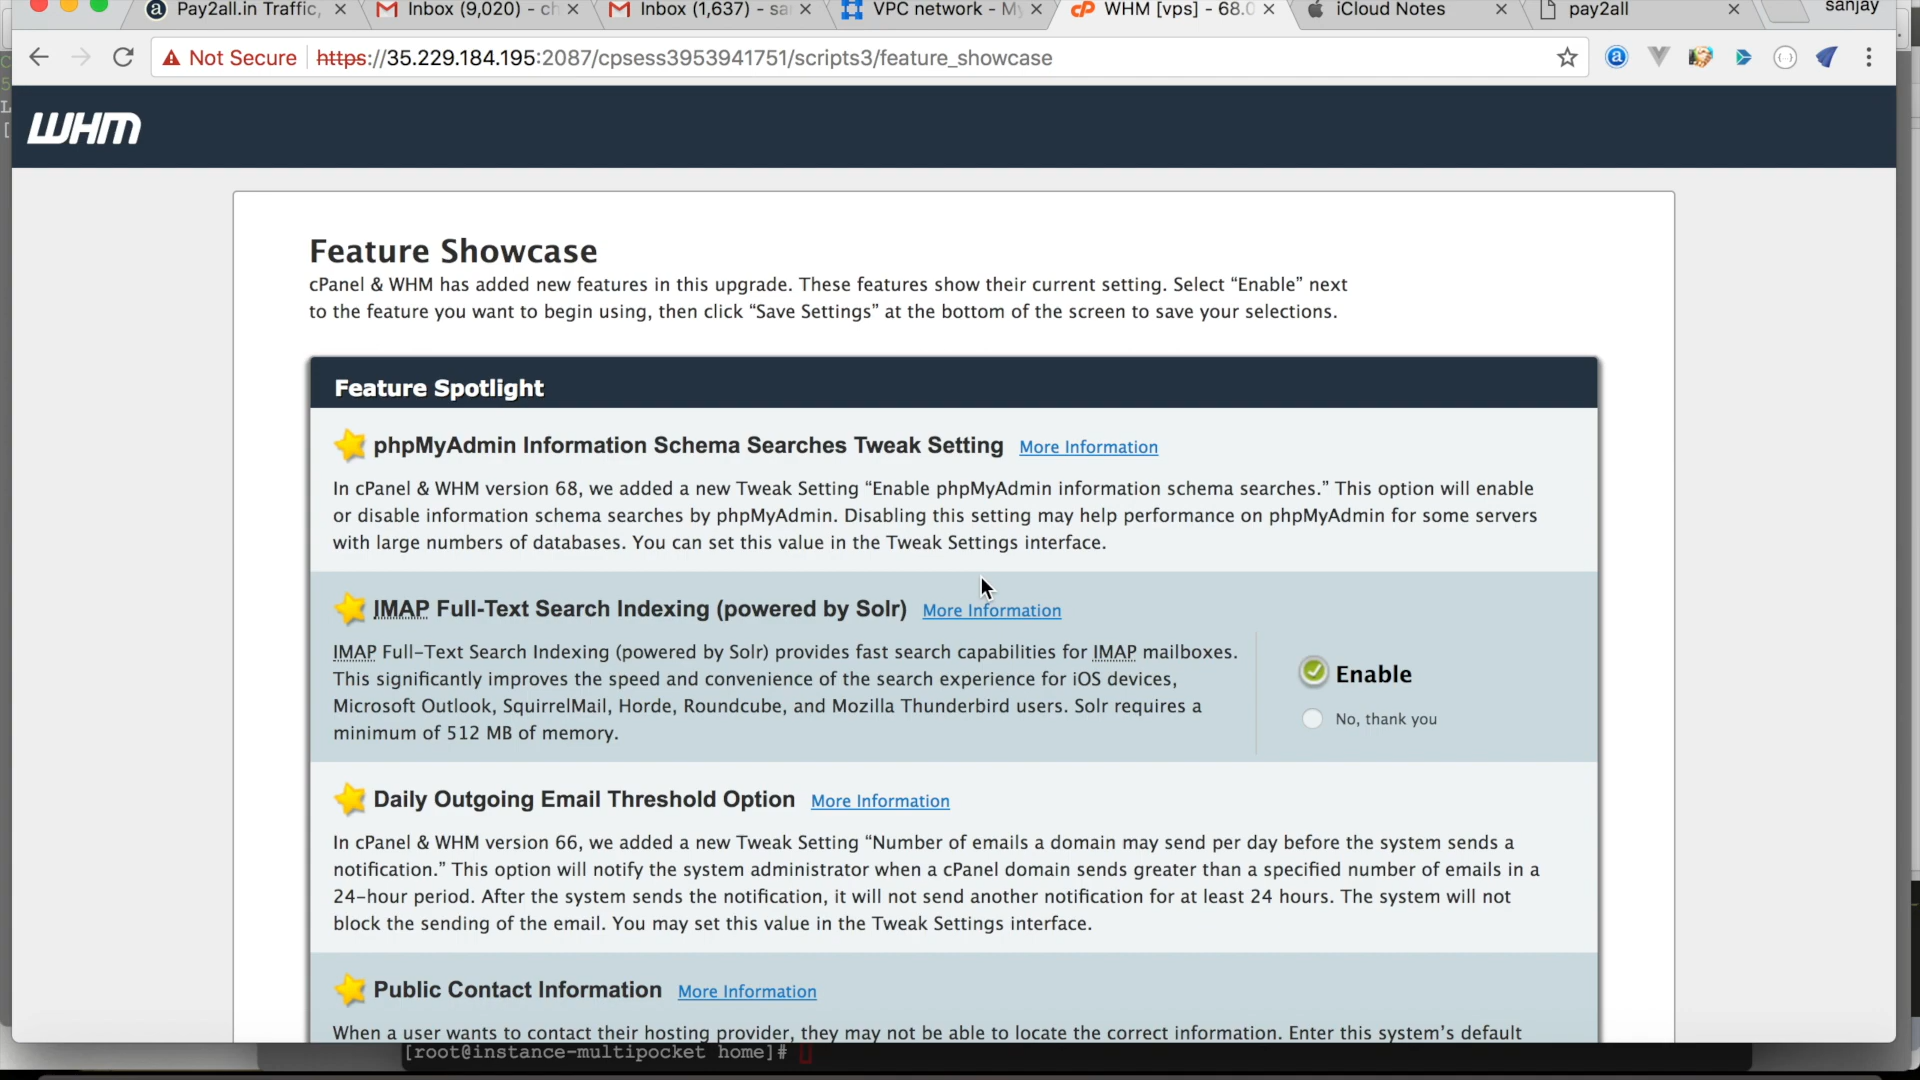 Pay2all.in Traffic,
Inbox (9,020) - ch
Inbox (1,637) - sa
VPC network - My
WHM [vps] - 68.0
iCloud Notes
pay2all
sanjay
Not Secure
https://35.229.184.195:2087/cpsess3953941751/scripts3/feature_showcase
WHM
Feature Showcase
cPanel & WHM has added new features in this upgrade. These features show their current setting. Select “Enable” next
to the feature you want to begin using, then click “Save Settings” at the bottom of the screen to save your selections.
Feature Spotlight
phpMyAdmin Information Schema Searches Tweak Setting More Information
In cPanel & WHM version 68, we added a new Tweak Setting “Enable phpMyAdmin information schema searches.” This option will enable
or disable information schema searches by phpMyAdmin. Disabling this setting may help performance on phpMyAdmin for some servers
with large numbers of databases. You can set this value in the Tweak Settings interface.
IMAP Full-Text Search Indexing (powered by Solr) More Information
IMAP Full-Text Search Indexing (powered by Solr) provides fast search capabilities for IMAP mailboxes.
This significantly improves the speed and convenience of the search experience for iOS devices,
Microsoft Outlook, SquirrelMail, Horde, Roundcube, and Mozilla Thunderbird users. Solr requires a
minimum of 512 MB of memory.
Enable
No, thank you
Daily Outgoing Email Threshold Option More Information
In cPanel & WHM version 66, we added a new Tweak Setting “Number of emails a domain may send per day before the system sends a
notification.” This option will notify the system administrator when a cPanel domain sends greater than a specified number of emails in a
24-hour period. After the system sends the notification, it will not send another notification for at least 24 hours. The system will not
block the sending of the email. You may set this value in the Tweak Settings interface.
Public Contact Information More Information
When a user wants to contact their hosting provider, they may not be able to locate the correct information. Enter this system’s default
[root@instance-multipocket home]#